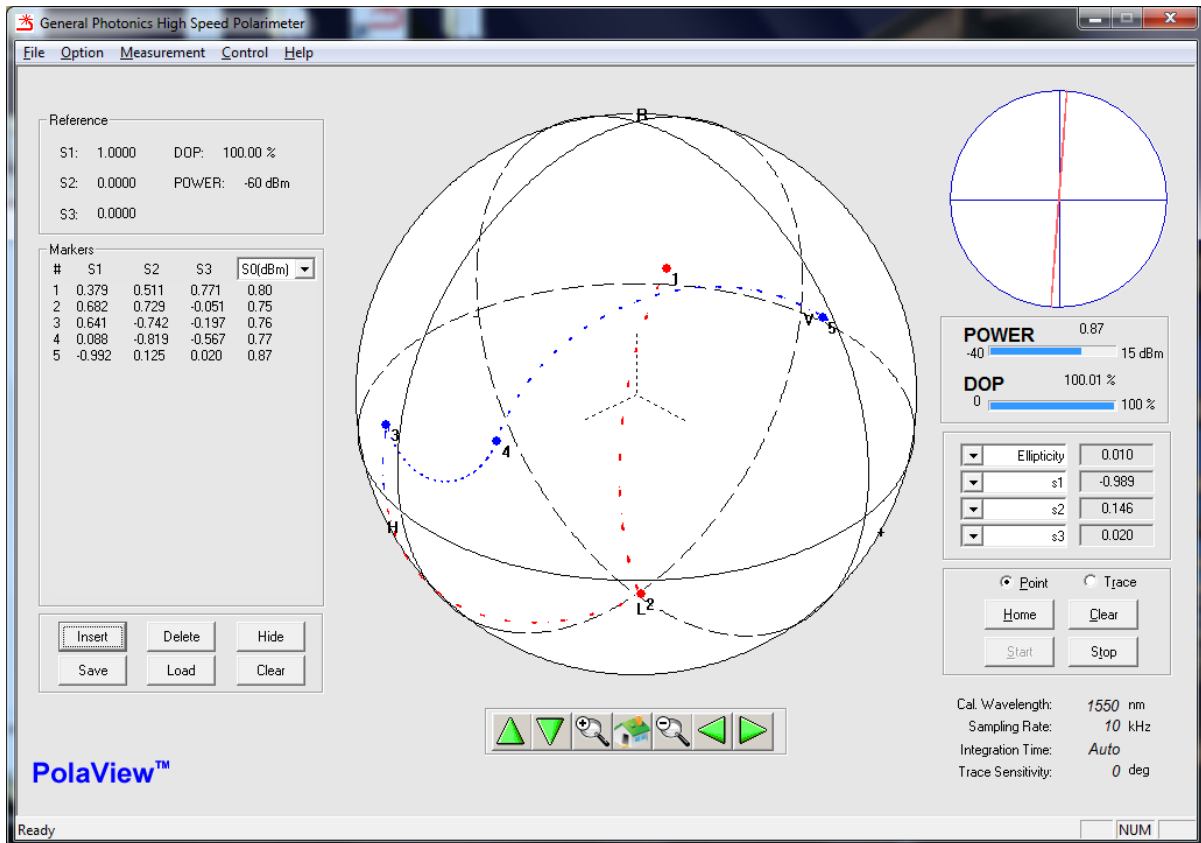 General Photonics High Speed Polarimeter
File Option Measurement Control Help
Reference
S1: 1.0000 DOP: 100.00 %
S2: 0.0000 POWER: -60 dBm
S3: 0.0000
Markers
# S1 S2 S3 S0(dBm)
1 0.379 0.511 0.771 0.80
2 0.682 0.729 -0.051 0.75
3 0.641 -0.742 -0.197 0.76
4 0.088 -0.819 -0.567 0.77
5 -0.992 0.125 0.020 0.87
Insert Delete Hide
Save Load Clear
PolaView™
R
1
V 5
3
4
H
+
L 2
POWER 0.87
-40 15 dBm
DOP 100.01 %
0 100 %
Ellipticity 0.010
s1 -0.989
s2 0.146
s3 0.020
Point Trace
Home Clear
Start Stop
Cal. Wavelength: 1550 nm
Sampling Rate: 10 kHz
Integration Time: Auto
Trace Sensitivity: 0 deg
Ready NUM